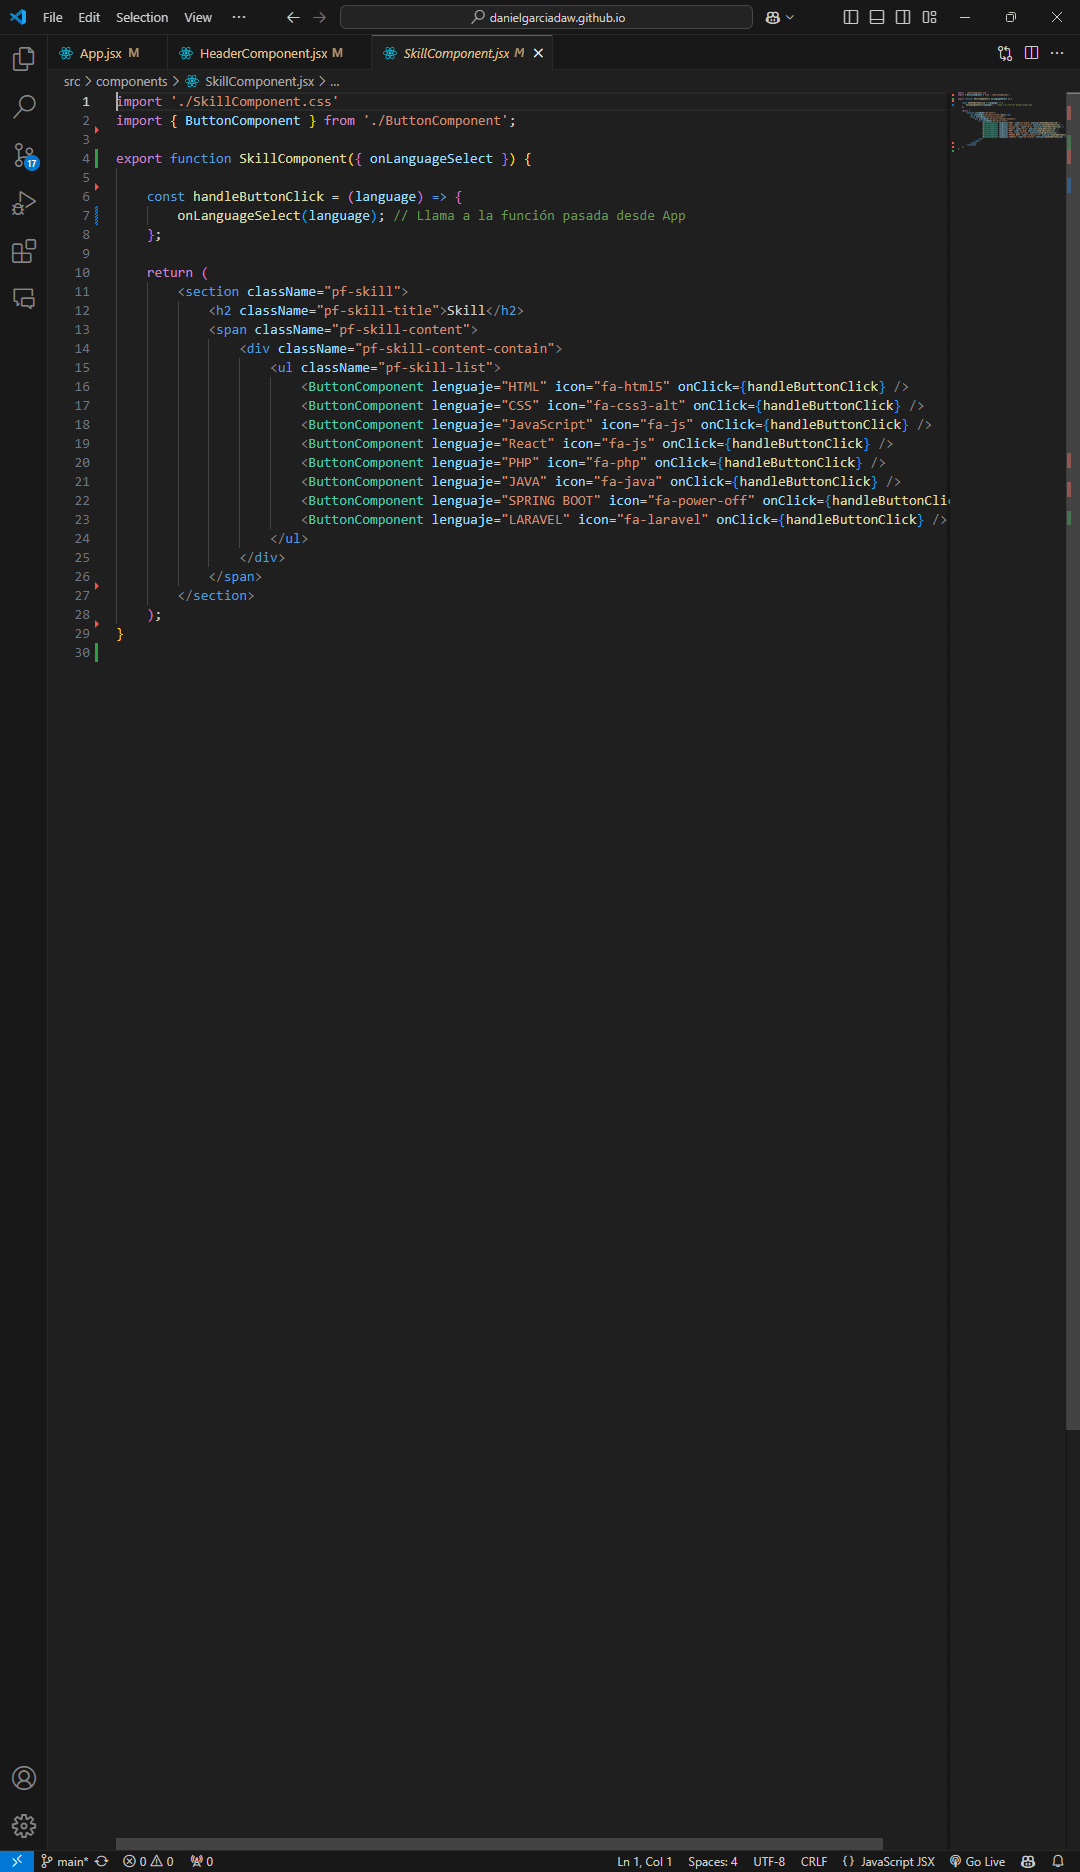 File Edit Selection View ··· danielgarciadaw.github.io
App.jsx M HeaderComponent.jsx M SkillComponent.jsx M
src > components > SkillComponent.jsx > ...
1 import './SkillComponent.css'
2 import { ButtonComponent } from './ButtonComponent';
3
4 export function SkillComponent({ onLanguageSelect }) {
5
6 const handleButtonClick = (language) => {
7 onLanguageSelect(language); // Llama a la función pasada desde App
8 };
9
10 return (
11 <section className="pf-skill">
12 <h2 className="pf-skill-title">Skill</h2>
13 <span className="pf-skill-content">
14 <div className="pf-skill-content-contain">
15 <ul className="pf-skill-list">
16 <ButtonComponent lenguaje="HTML" icon="fa-html5" onClick={handleButtonClick} />
17 <ButtonComponent lenguaje="CSS" icon="fa-css3-alt" onClick={handleButtonClick} />
18 <ButtonComponent lenguaje="JavaScript" icon="fa-js" onClick={handleButtonClick} />
19 <ButtonComponent lenguaje="React" icon="fa-js" onClick={handleButtonClick} />
20 <ButtonComponent lenguaje="PHP" icon="fa-php" onClick={handleButtonClick} />
21 <ButtonComponent lenguaje="JAVA" icon="fa-java" onClick={handleButtonClick} />
22 <ButtonComponent lenguaje="SPRING BOOT" icon="fa-power-off" onClick={handleButtonCli
23 <ButtonComponent lenguaje="LARAVEL" icon="fa-laravel" onClick={handleButtonClick} />
24 </ul>
25 </div>
26 </span>
27 </section>
28 );
29 }
30
17
main* 0 0 0 Ln 1, Col 1 Spaces: 4 UTF-8 CRLF {} JavaScript JSX Go Live